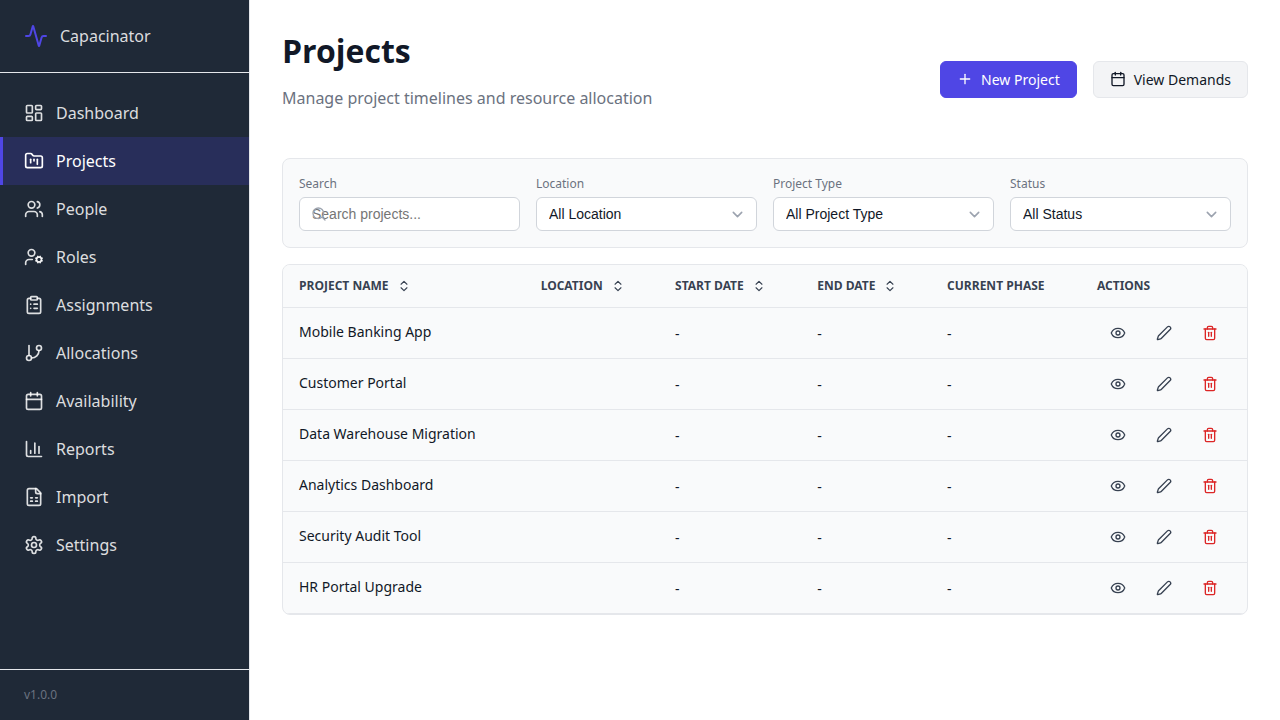 Capacinator
Dashboard
Projects
People
Roles
Assignments
Allocations
Availability
Reports
Import
Settings
v1.0.0
Projects
Manage project timelines and resource allocation
New Project
View Demands
Search
Search projects...
Location
All Location
Project Type
All Project Type
Status
All Status
PROJECT NAME LOCATION START DATE END DATE CURRENT PHASE ACTIONS
Mobile Banking App - - -
Customer Portal - - -
Data Warehouse Migration - - -
Analytics Dashboard - - -
Security Audit Tool - - -
HR Portal Upgrade - - -